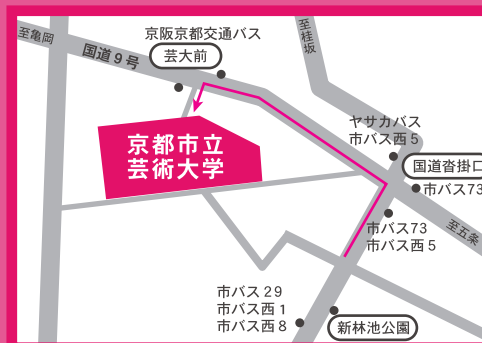 至亀岡
国道9号
京阪京都交通バス
芸大前
至桂坂
京都市立
芸術大学
ヤサカバス
市バス西5
国道沓掛口
市バス73
至五条
市バス73
市バス西5
市バス29
市バス西1
市バス西8
新林池公園